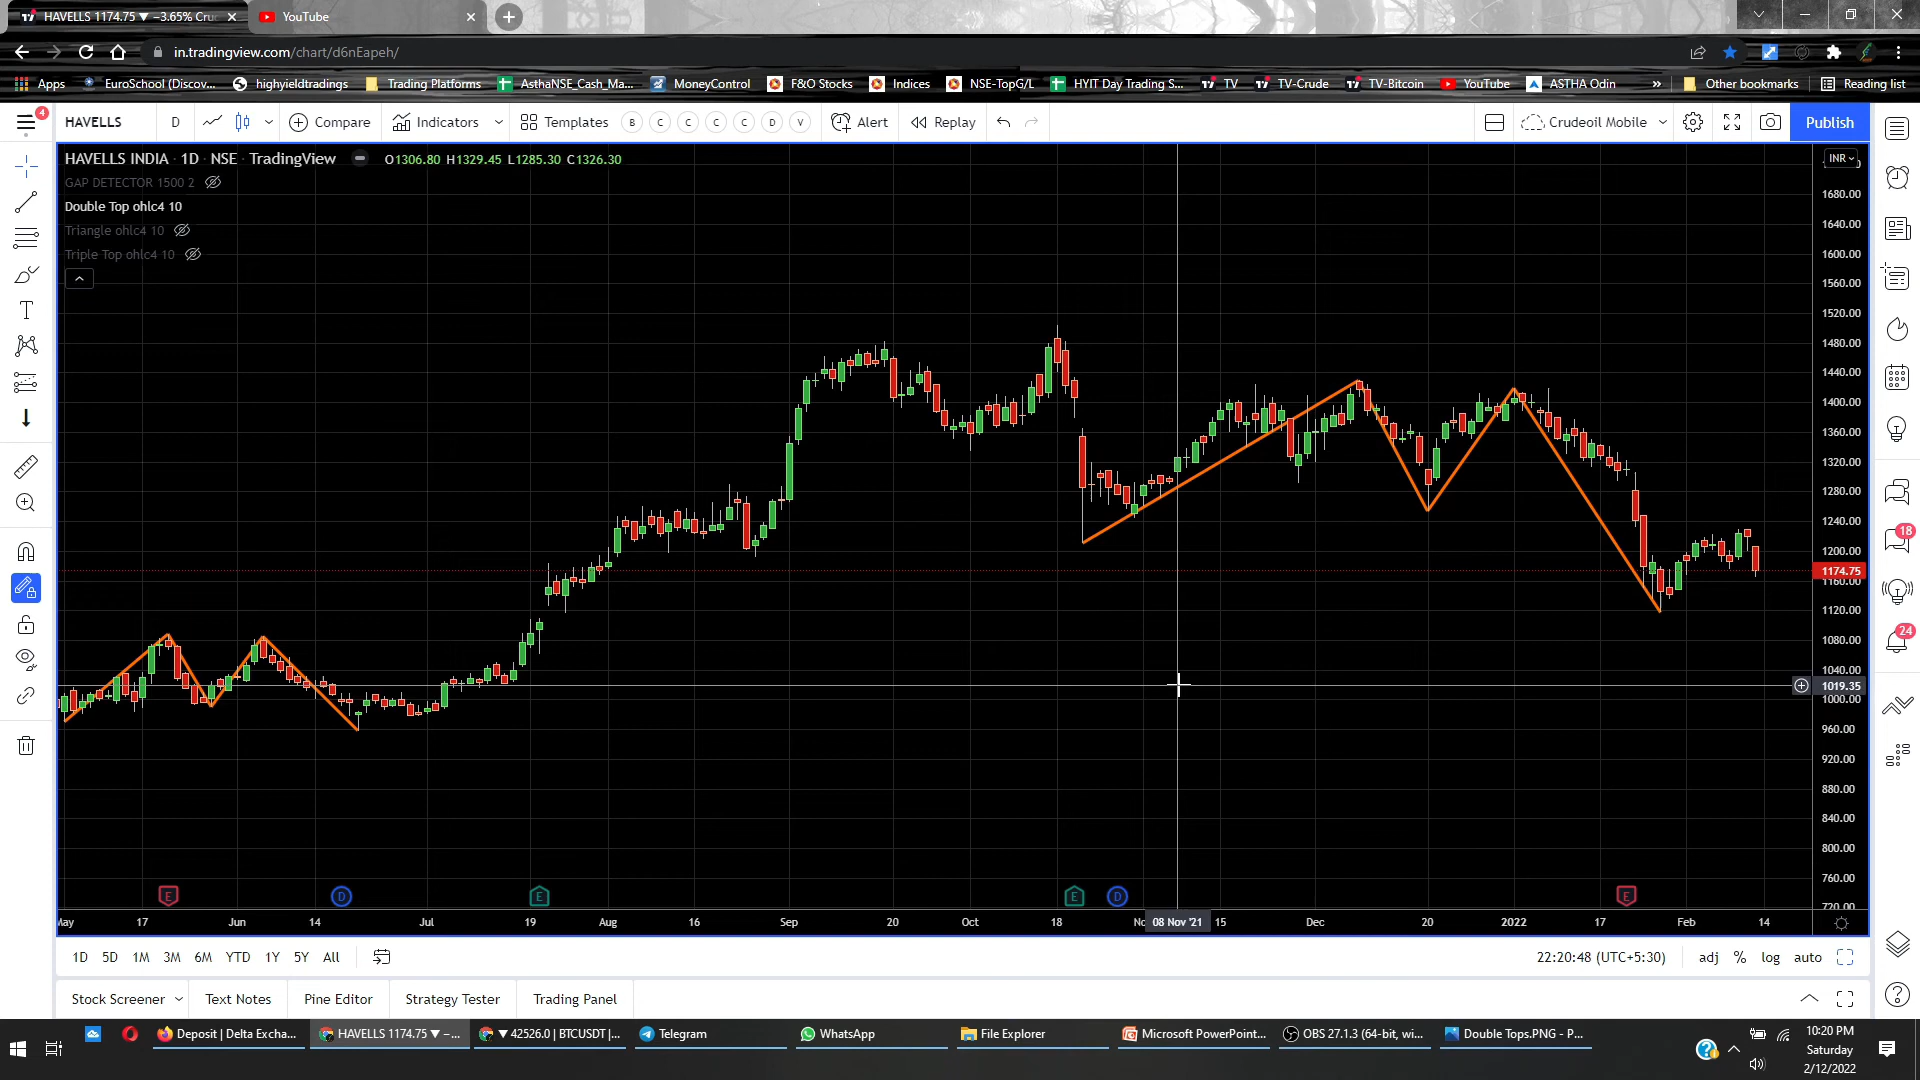 HAVELLS 1174.75 ▼ −3.65% Cru
YouTube
in.tradingview.com/chart/d6nEapeh/
Apps
EuroSchool (Discov...
highyieldtradings
Trading Platforms
AsthaNSE_Cash_Ma...
MoneyControl
F&O Stocks
Indices
NSE-TopG/L
HYIT Day Trading S...
TV
TV-Crude
TV-Bitcoin
YouTube
ASTHA Odin
»
Other bookmarks
Reading list
4
HAVELLS
D
Compare
Indicators
Templates
B
C
C
C
C
D
V
Alert
Replay
Crudeoil Mobile
Publish
HAVELLS INDIA · 1D · NSE · TradingView
O1306.80 H1329.45 L1285.30 C1326.30
INR
GAP DETECTOR 1500 2
Double Top ohlc4 10
Triangle ohlc4 10
Triple Top ohlc4 10
1680.00
1640.00
1600.00
1560.00
1520.00
1480.00
1440.00
1400.00
1360.00
1320.00
1280.00
1240.00
1200.00
1174.75
1160.00
1120.00
1080.00
1040.00
1019.35
1000.00
960.00
920.00
880.00
840.00
800.00
760.00
720.00
18
24
E
D
E
E
D
E
May
17
Jun
14
Jul
19
Aug
16
Sep
20
Oct
18
08 Nov '21
15
Dec
20
2022
17
Feb
14
1D
5D
1M
3M
6M
YTD
1Y
5Y
All
22:20:48 (UTC+5:30)
adj
%
log
auto
Stock Screener
Text Notes
Pine Editor
Strategy Tester
Trading Panel
Deposit | Delta Excha...
HAVELLS 1174.75 ▼ −...
▼ 42526.0 | BTCUSDT |...
Telegram
WhatsApp
File Explorer
Microsoft PowerPoint...
OBS 27.1.3 (64-bit, wi...
Double Tops.PNG - P...
10:20 PM
Saturday
2/12/2022